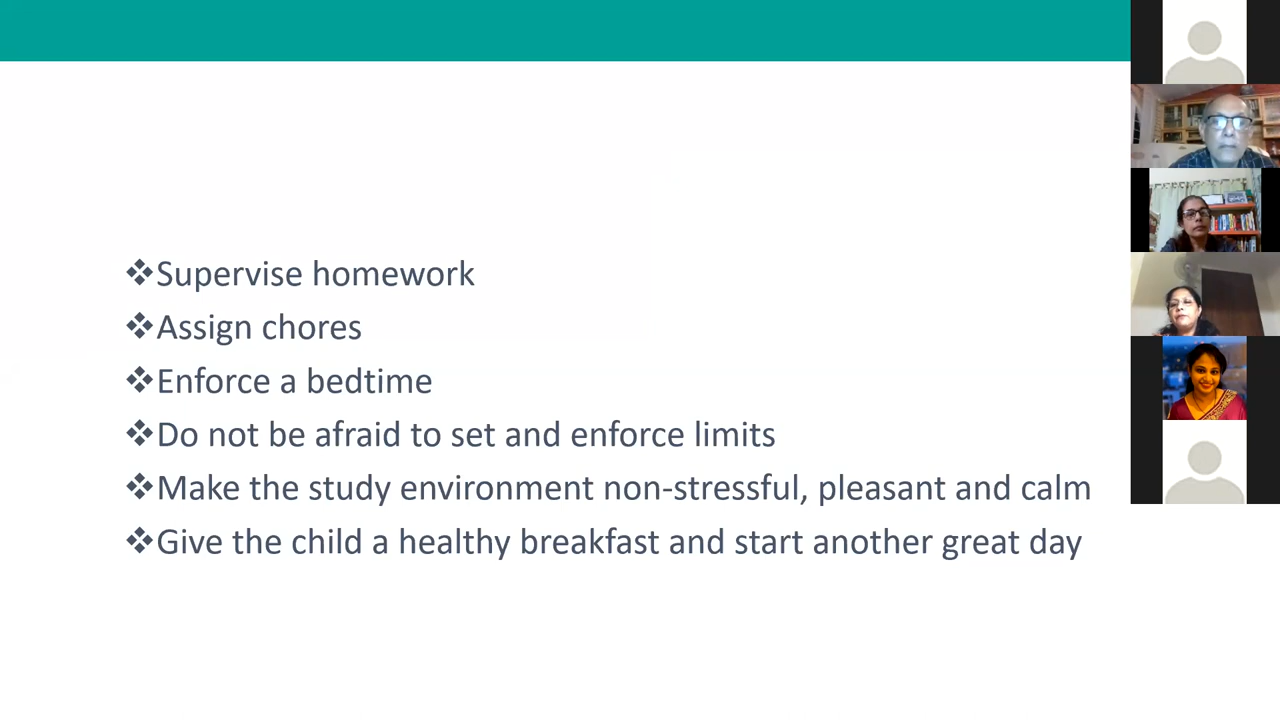 ❖Supervise homework
❖Assign chores
❖Enforce a bedtime
❖Do not be afraid to set and enforce limits
❖Make the study environment non-stressful, pleasant and calm
❖Give the child a healthy breakfast and start another great day